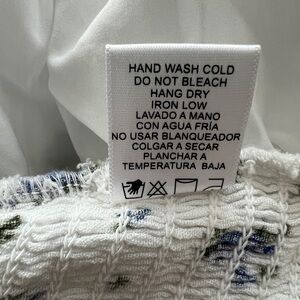 HAND WASH COLD
DO NOT BLEACH
HANG DRY
IRON LOW
LAVADO A MANO
CON AGUA FRÍA
NO USAR BLANQUEADOR
COLGAR A SECAR
PLANCHAR A
TEMPERATURA BAJA